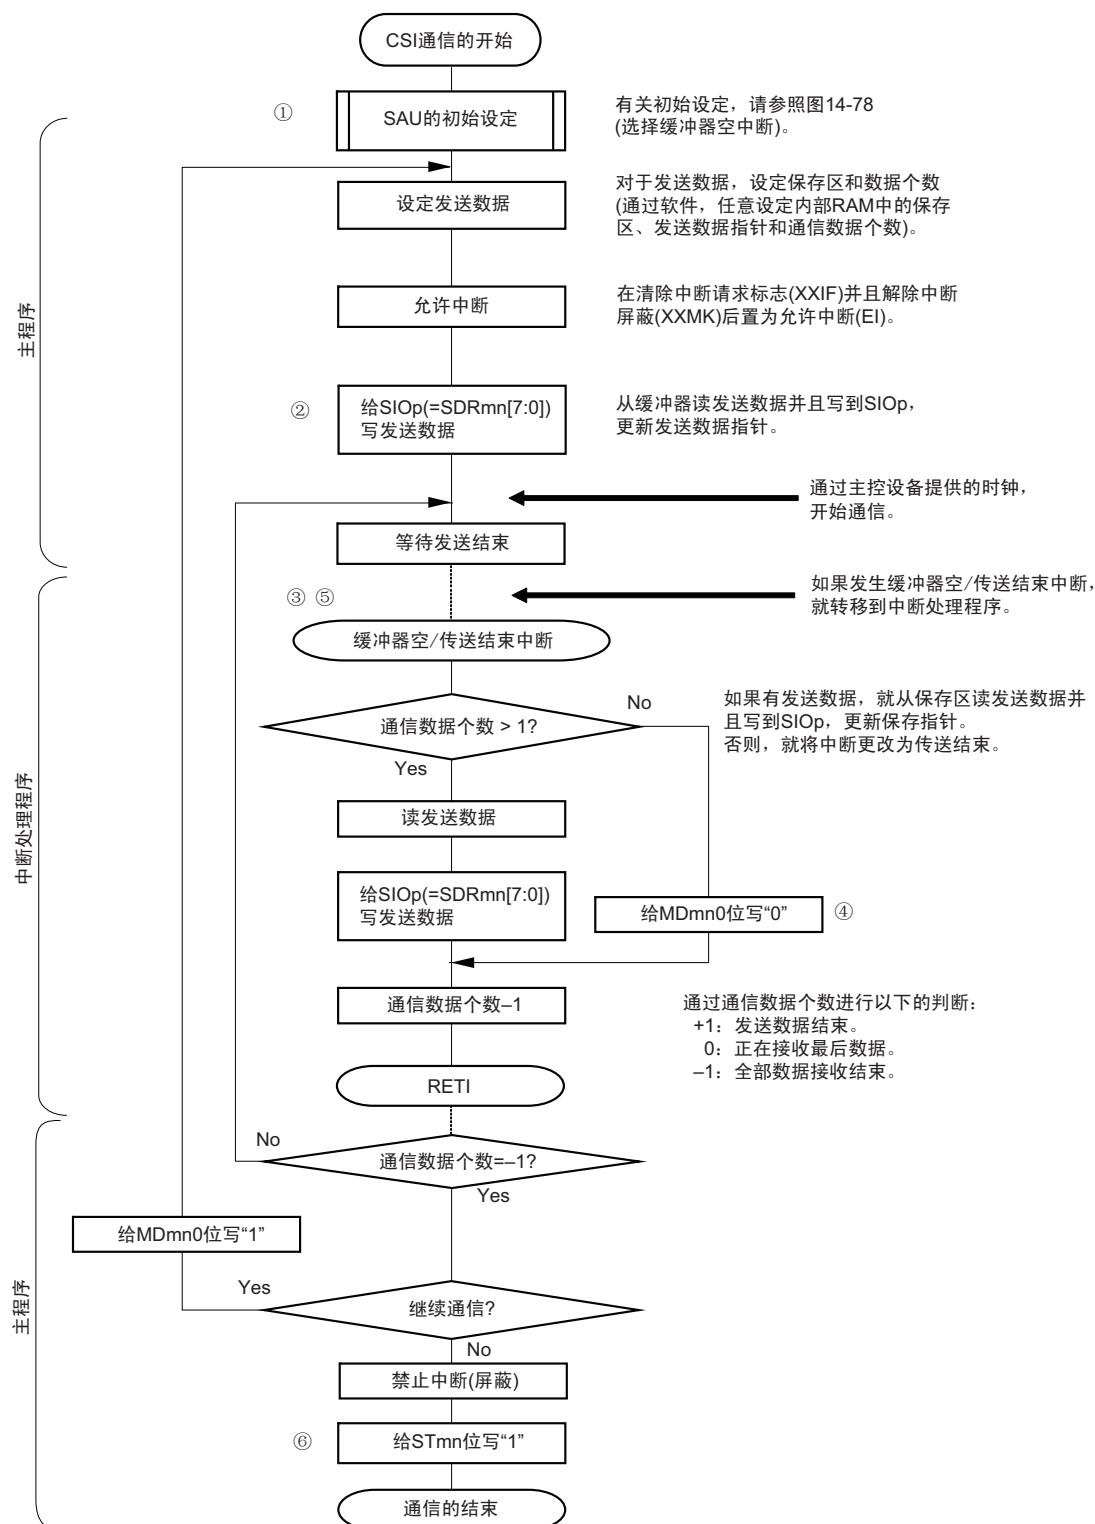 CSI通信的开始
①
SAU的初始设定
有关初始设定，请参照图14-78
(选择缓冲器空中断)。
设定发送数据
对于发送数据，设定保存区和数据个数
(通过软件，任意设定内部RAM中的保存
区、发送数据指针和通信数据个数)。
主程序
允许中断
在清除中断请求标志(XXIF)并且解除中断
屏蔽(XXMK)后置为允许中断(EI)。
②
给SIOp(=SDRmn[7:0])
写发送数据
从缓冲器读发送数据并且写到SIOp，
更新发送数据指针。
通过主控设备提供的时钟，
开始通信。
等待发送结束
③ ⑤
如果发生缓冲器空/传送结束中断，
就转移到中断处理程序。
缓冲器空/传送结束中断
通信数据个数 > 1?
No
Yes
如果有发送数据，就从保存区读发送数据并
且写到SIOp，更新保存指针。
否则，就将中断更改为传送结束。
中断处理程序
读发送数据
给SIOp(=SDRmn[7:0])
写发送数据
给MDmn0位写“0”
④
通信数据个数–1
通过通信数据个数进行以下的判断：
+1：发送数据结束。
0：正在接收最后数据。
–1：全部数据接收结束。
RETI
No
通信数据个数=–1?
Yes
给MDmn0位写“1”
主程序
Yes
继续通信?
No
禁止中断(屏蔽)
⑥
给STmn位写“1”
通信的结束